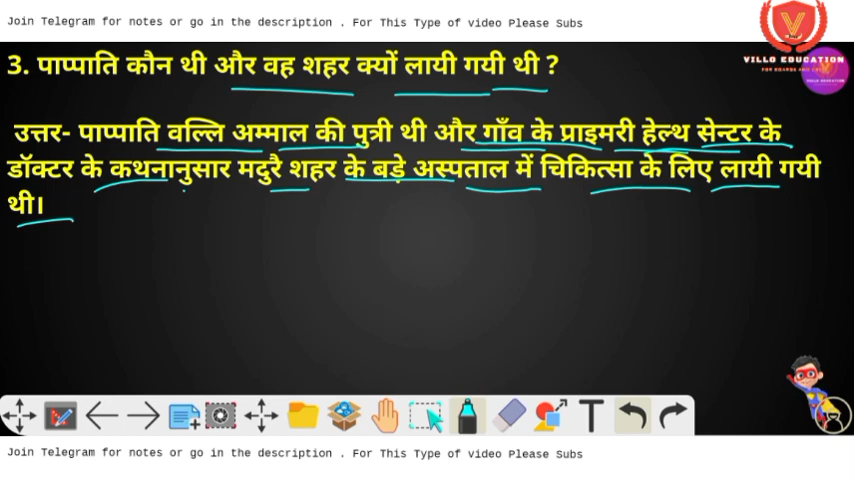 Join Telegram for notes or go in the description . For This Type of video Please Subs
VILLO EDUCATION
3. पाप्पाति कौन थी और वह शहर क्यों लायी गयी थी ?
उत्तर- पाप्पाति वल्लि अम्माल की पुत्री थी और गाँव के प्राइमरी हेल्थ सेन्टर के
डॉक्टर के कथनानुसार मदुरै शहर के बड़े अस्पताल में चिकित्सा के लिए लायी गयी
थी।
Join Telegram for notes or go in the description . For This Type of video Please Subs